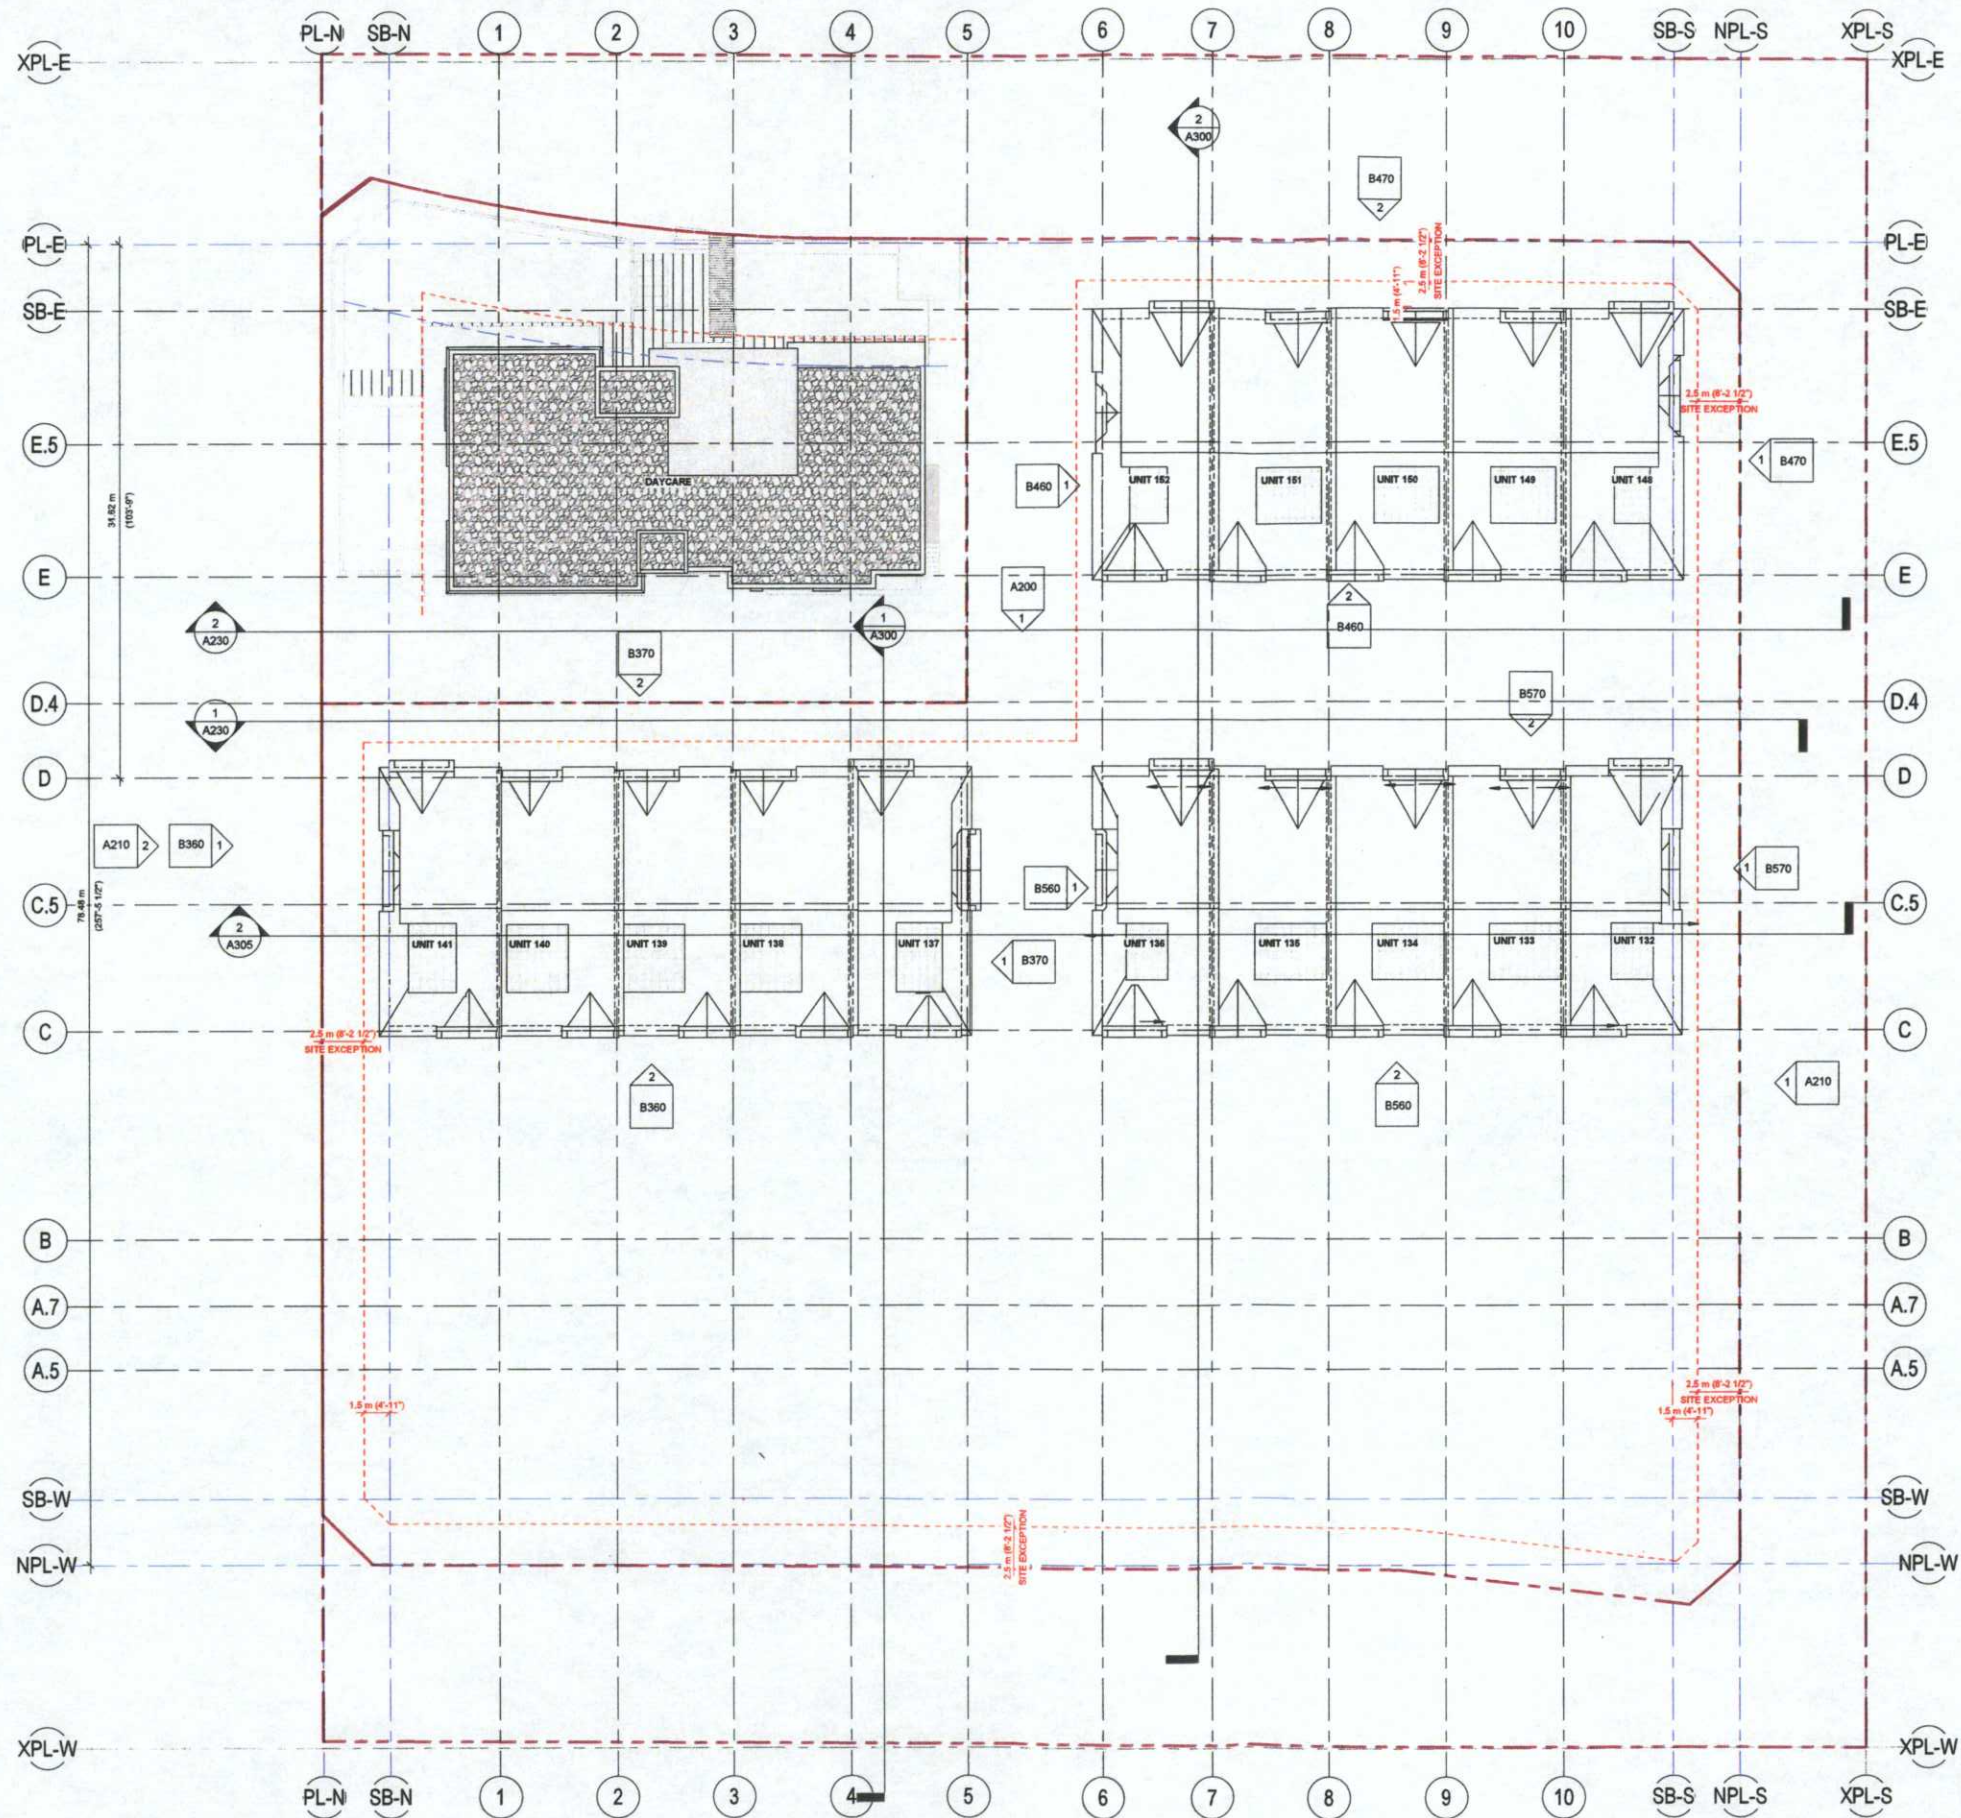 PL-N SB-N 1 2 3 4 5 6 7 8 9 10 SB-S NPL-S XPL-S
XPL-E XPL-E
2
A300
B470
2
PL-E PL-E
2.5 m (8'-2 1/2")
SITE EXCEPTION
1.5 m (4'-11")
SB-E SB-E
2.5 m (8'-2 1/2")
SITE EXCEPTION
E.5 E.5
1 B470
B460 1
DAYCARE
UNIT 152 UNIT 151 UNIT 150 UNIT 149 UNIT 148
34.62 m
(103'-9")
E E
A200
1
2
B460
2
A230
1
A300
B370
2
B570
2
D.4 D.4
1
A230
D D
A210 2
B360 1
B560 1
1 B570
C.5 C.5
78.48 m
(257'-5 1/2")
2
A305
UNIT 141 UNIT 140 UNIT 139 UNIT 138 UNIT 137
1 B370
UNIT 136 UNIT 135 UNIT 134 UNIT 133 UNIT 132
C C
2.5 m (8'-2 1/2")
SITE EXCEPTION
2
B360
2
B560
1 A210
B B
A.7 A.7
A.5 A.5
1.5 m (4'-11")
2.5 m (8'-2 1/2")
SITE EXCEPTION
1.5 m (4'-11")
SB-W SB-W
2.5 m (8'-2 1/2")
SITE EXCEPTION
NPL-W NPL-W
XPL-W XPL-W
PL-N SB-N 1 2 3 4 5 6 7 8 9 10 SB-S NPL-S XPL-S